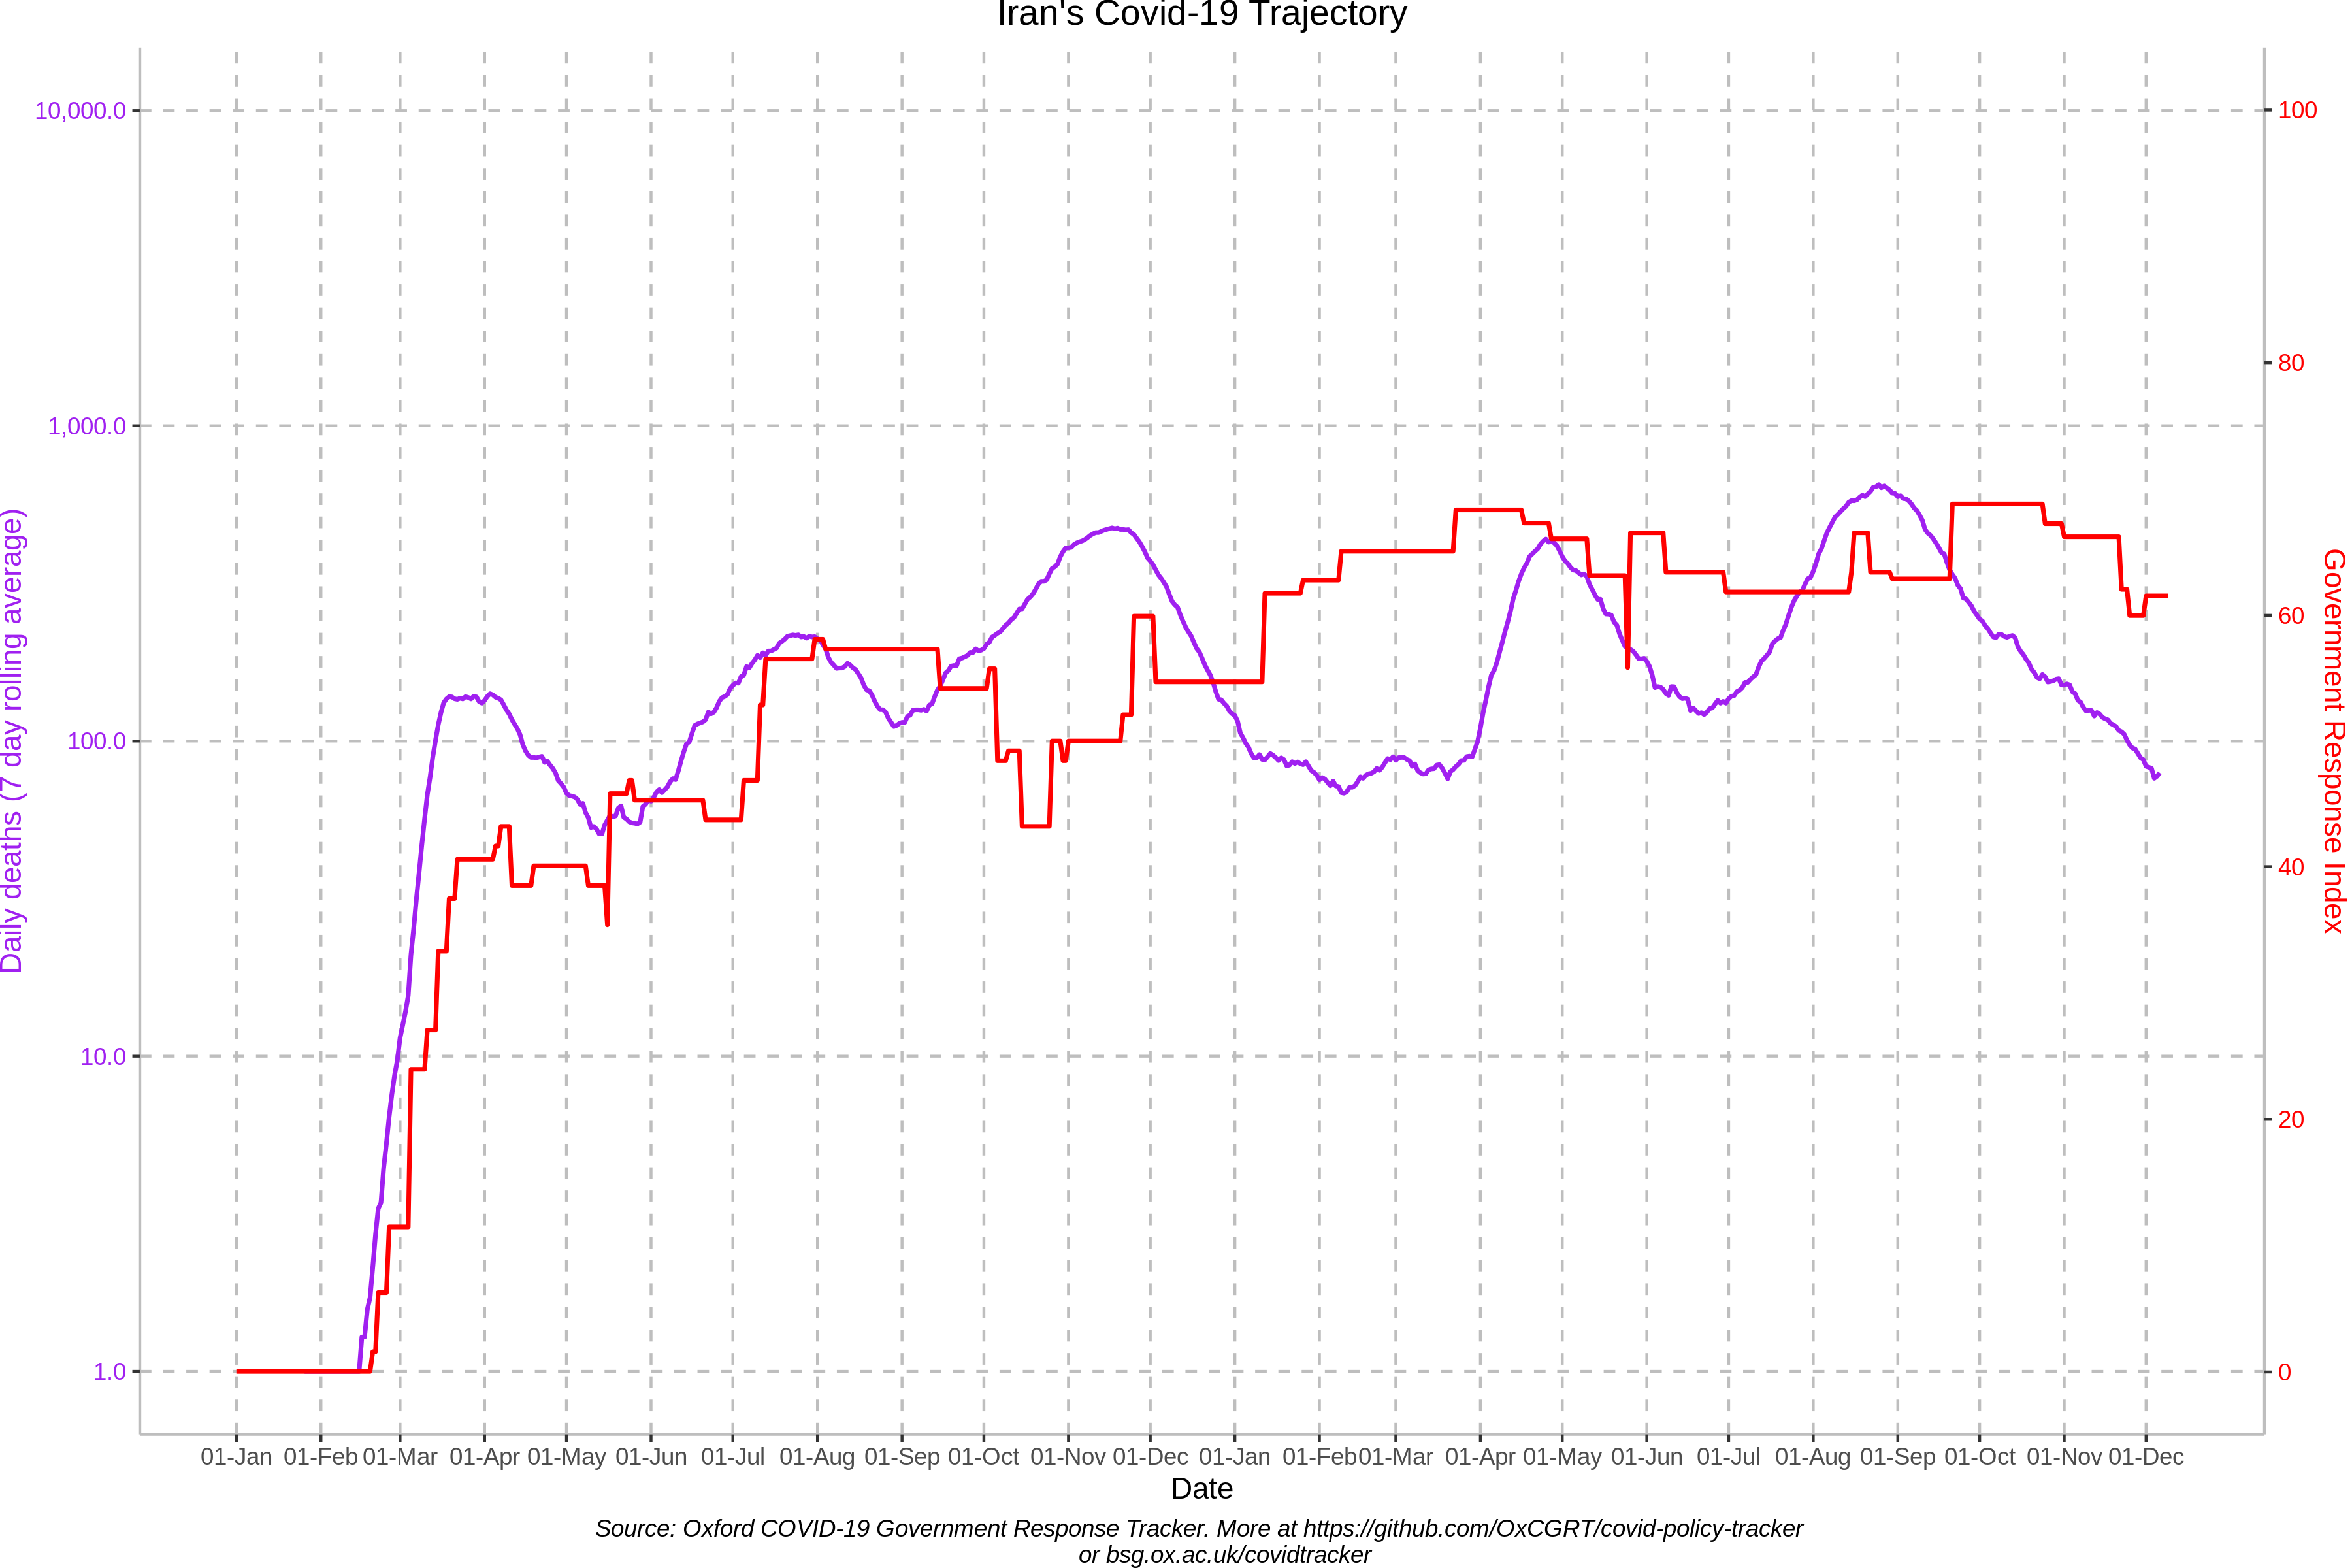 Iran's Covid-19 Trajectory
10,000.0
1,000.0
100.0
10.0
1.0
Daily deaths (7 day rolling average)
100
80
60
40
20
0
Government Response Index
01-Jan 01-Feb 01-Mar 01-Apr 01-May 01-Jun 01-Jul 01-Aug 01-Sep 01-Oct 01-Nov 01-Dec 01-Jan 01-Feb 01-Mar 01-Apr 01-May 01-Jun 01-Jul 01-Aug 01-Sep 01-Oct 01-Nov 01-Dec
Date
Source: Oxford COVID-19 Government Response Tracker. More at https://github.com/OxCGRT/covid-policy-tracker
or bsg.ox.ac.uk/covidtracker